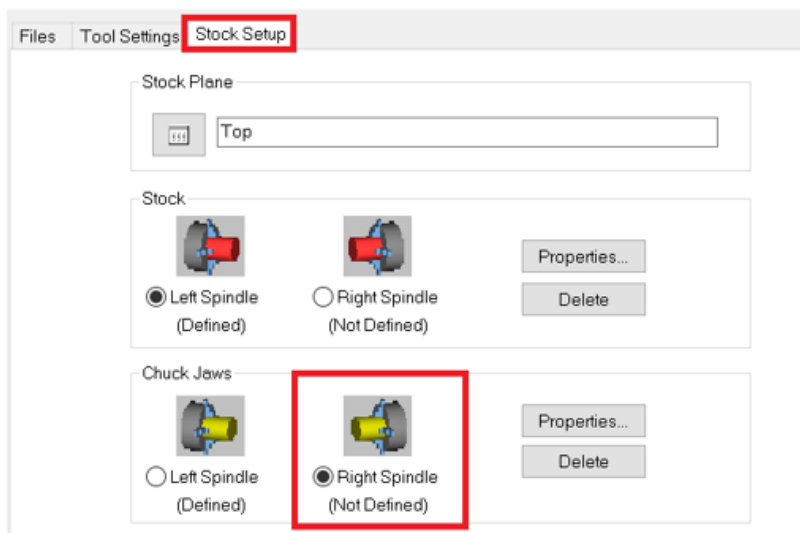 Files Tool Settings Stock Setup
Stock Plane
Top
Stock
Properties...
Left Spindle Right Spindle
Delete
(Defined) (Not Defined)
Chuck Jaws
Properties...
Delete
Left Spindle Right Spindle
(Defined) (Not Defined)